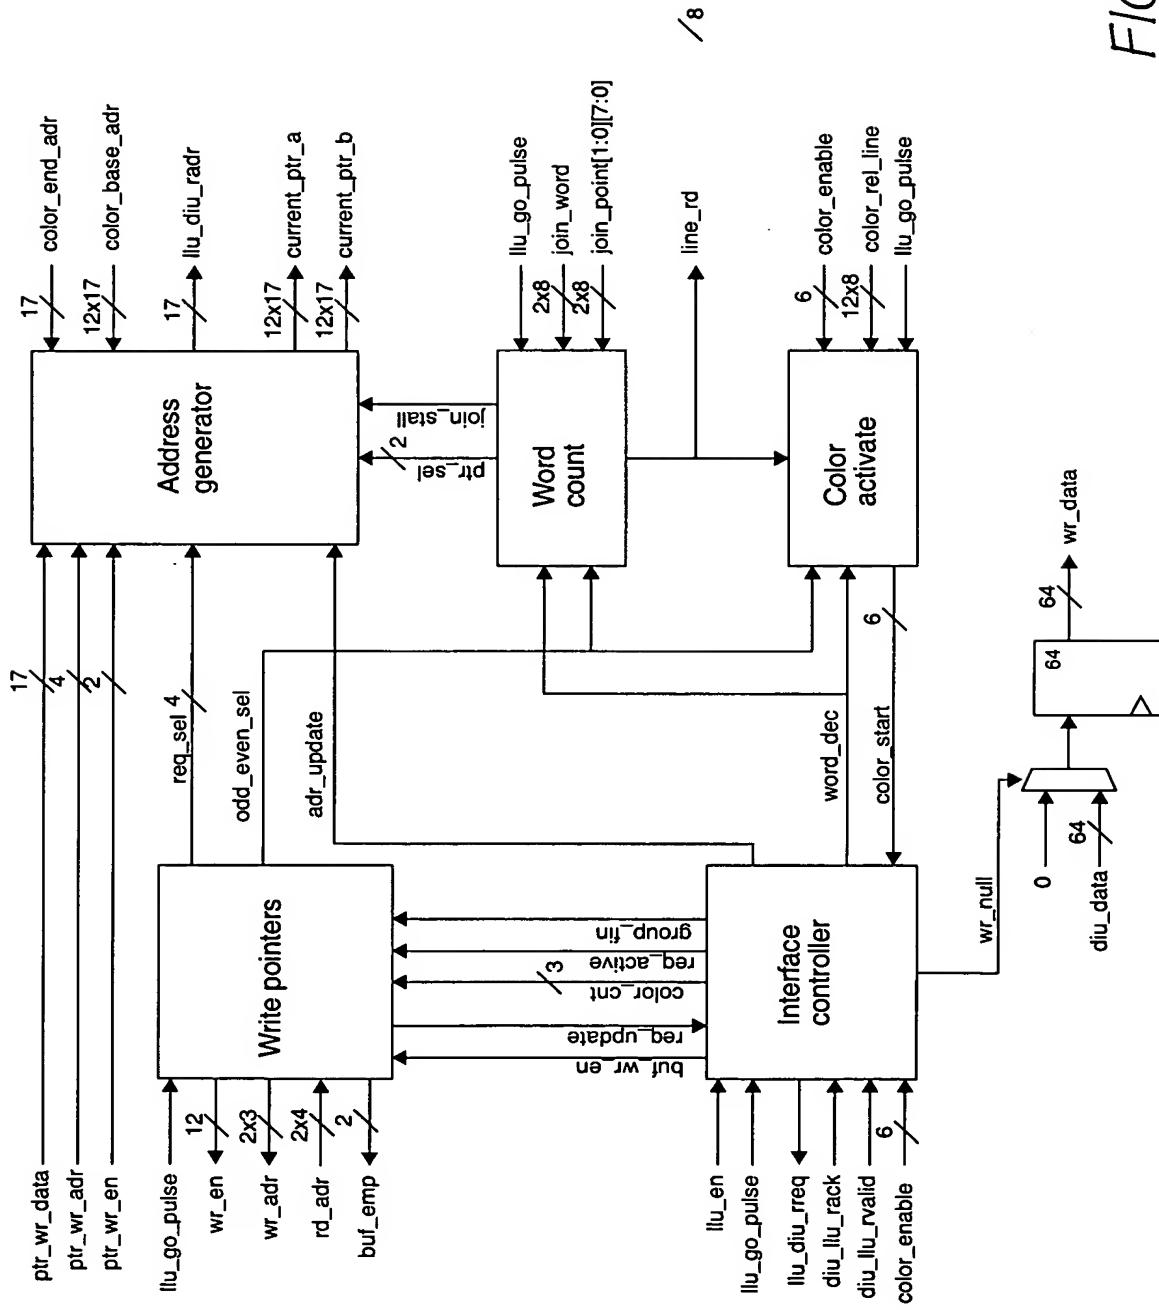 ptr_wr_data
17
ptr_wr_adr
4
ptr_wr_en
2
Address
generator
17
color_end_adr
12x17
color_base_adr
17
llu_diu_radr
12x17
current_ptr_a
12x17
current_ptr_b
req_sel
4
odd_even_sel
adr_update
llu_go_pulse
12
wr_en
2x3
wr_adr
2x4
rd_adr
2
buf_emp
Write pointers
ptr_sel
2
join_stall
Word
count
llu_go_pulse
2x8
join_word
2x8
join_point[1:0][7:0]
line_rd
buf_wr_en
req_update
color_cnt
3
req_active
group_fin
Color
activate
6
color_enable
12x8
color_rel_line
llu_go_pulse
word_dec
color_start
6
llu_en
llu_go_pulse
llu_diu_rreq
diu_llu_rack
diu_llu_rvalid
6
color_enable
Interface
controller
wr_null
0
64
diu_data
64
64
wr_data
8